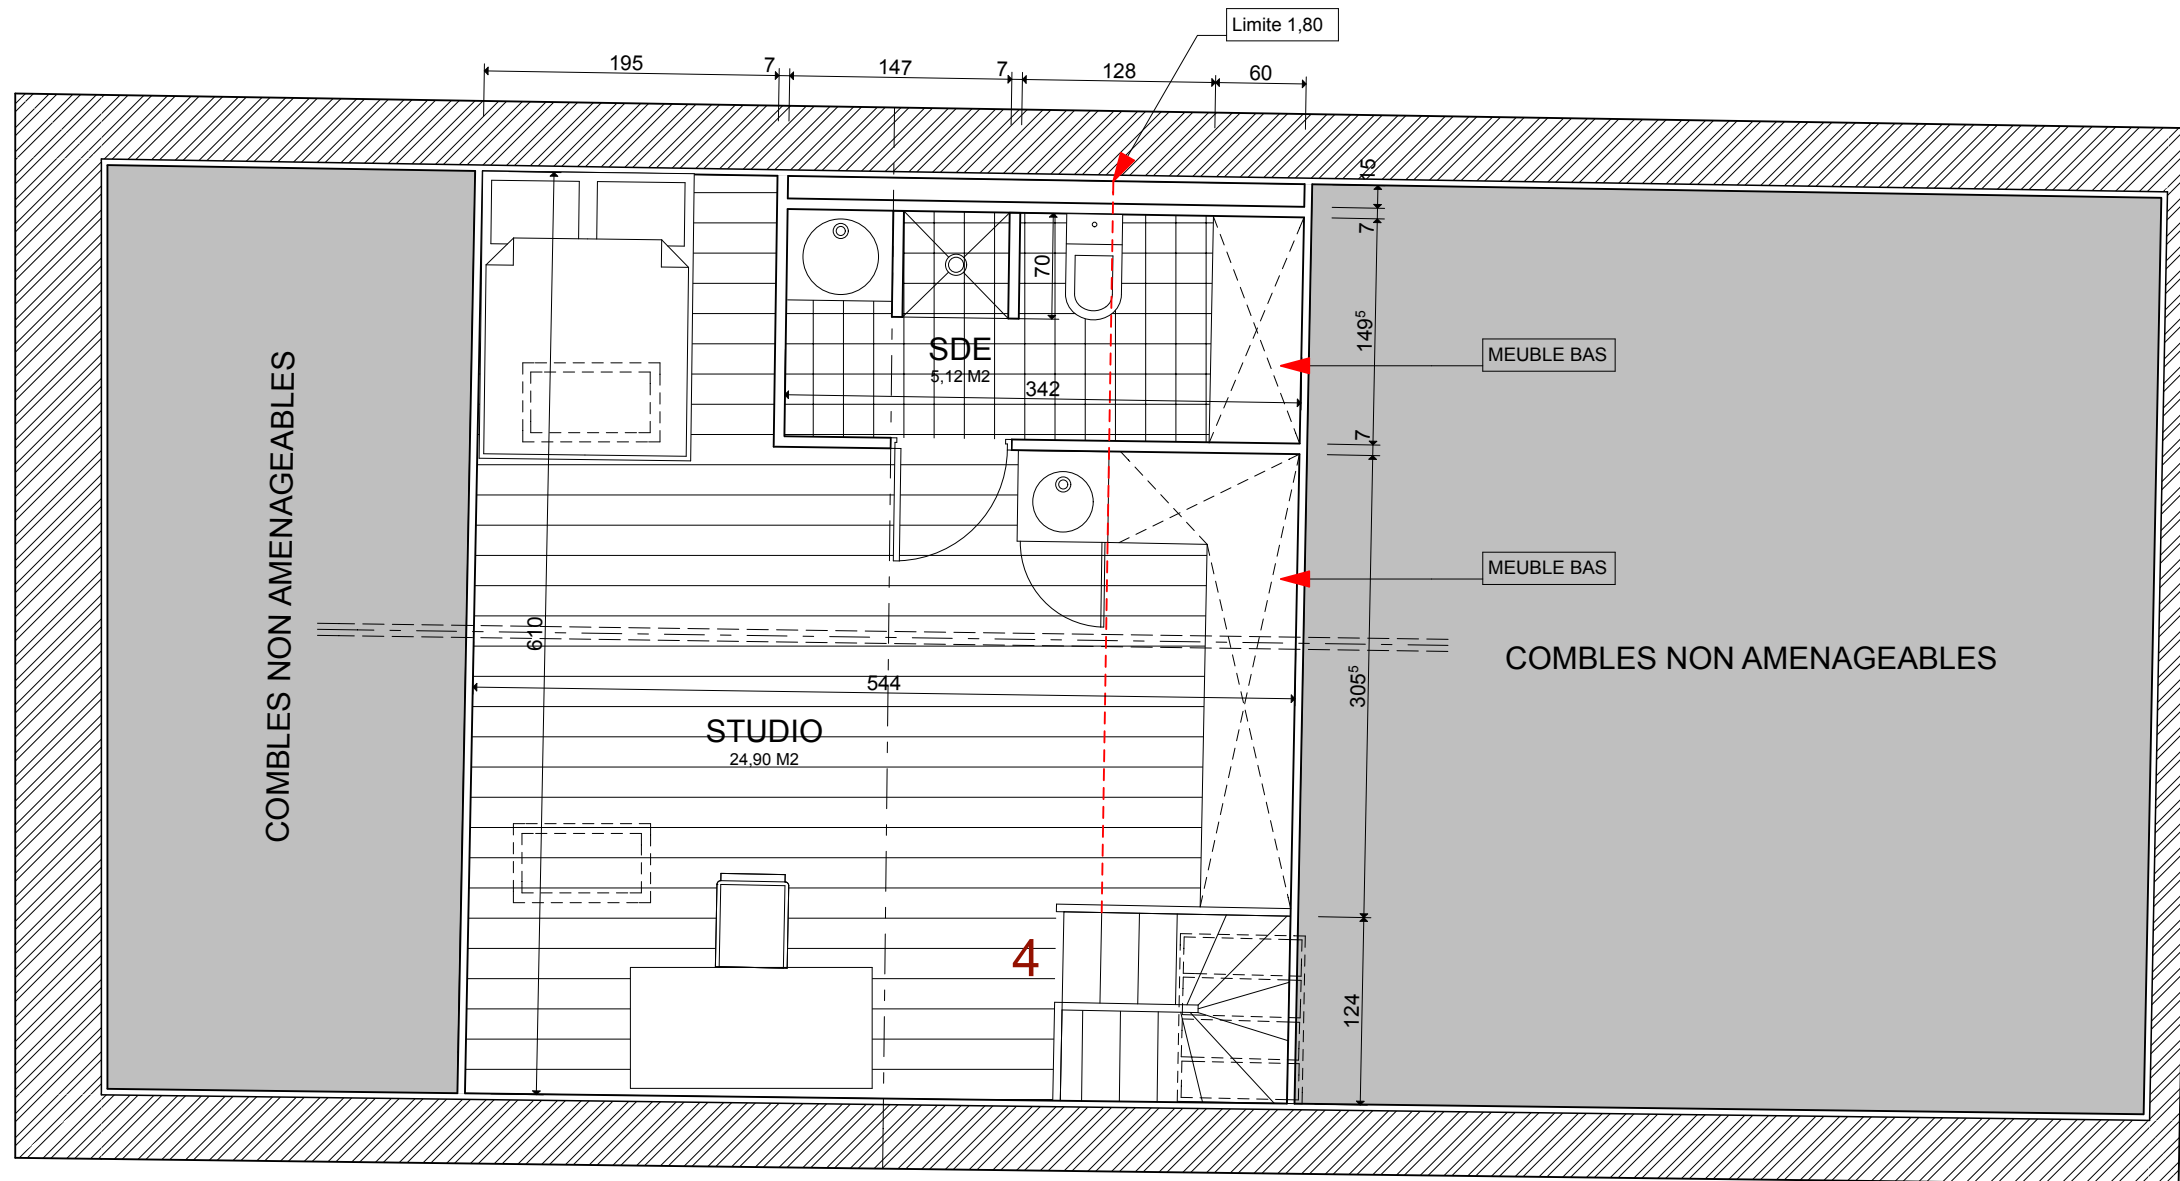 Limite 1,80
195
7
147
7
128
60
15
7
149⁵
7
305⁵
124
70
SDE
5,12 M2
342
MEUBLE BAS
MEUBLE BAS
COMBLES NON AMENAGEABLES
610
544
STUDIO
24,90 M2
COMBLES NON AMENAGEABLES
4